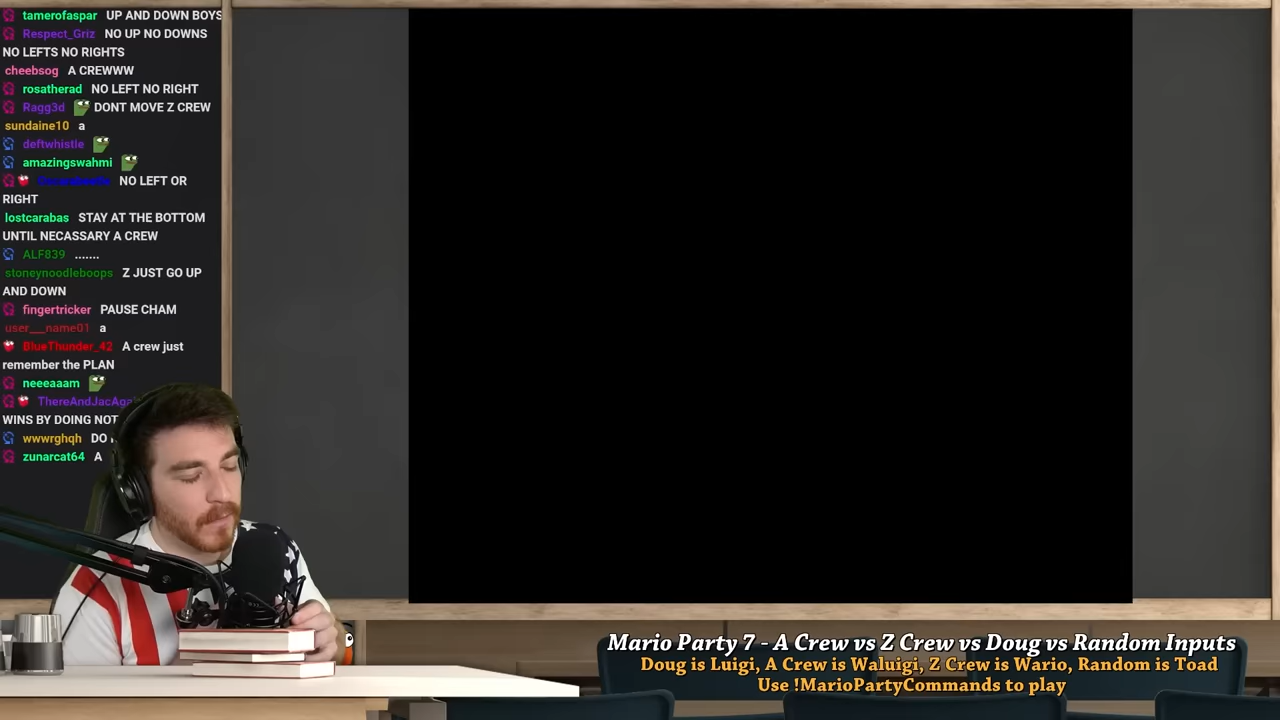 tamerofaspar UP AND DOWN BOYS
Respect_Griz NO UP NO DOWNS
NO LEFTS NO RIGHTS
cheebsog A CREWWW
rosatherad NO LEFT NO RIGHT
Ragg3d DONT MOVE Z CREW
sundaine10 a
deftwhistle
amazingswahmi
NO LEFT OR
RIGHT
lostcarabas STAY AT THE BOTTOM
UNTIL NECASSARY A CREW
ALF839 .......
stoneynoodleboops Z JUST GO UP
AND DOWN
fingertricker PAUSE CHAM
user___name01 a
BlueThunder_42 A crew just
remember the PLAN
neeeaaam
ThereAndJacAga
WINS BY DOING NOT
wwwrghqh DO
zunarcat64 A
Mario Party 7 - A Crew vs Z Crew vs Doug vs Random Inputs
Doug is Luigi, A Crew is Waluigi, Z Crew is Wario, Random is Toad
Use !MarioPartyCommands to play